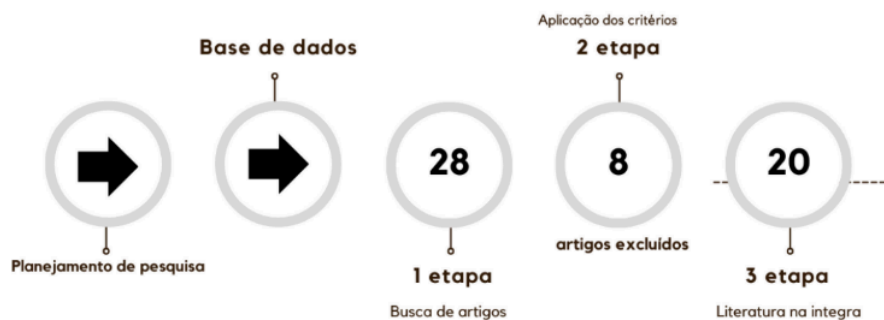 Aplicação dos critérios
Base de dados
2 etapa
28
8
20
artigos excluídos
Planejamento de pesquisa
1 etapa
3 etapa
Busca de artigos
Literatura na integra